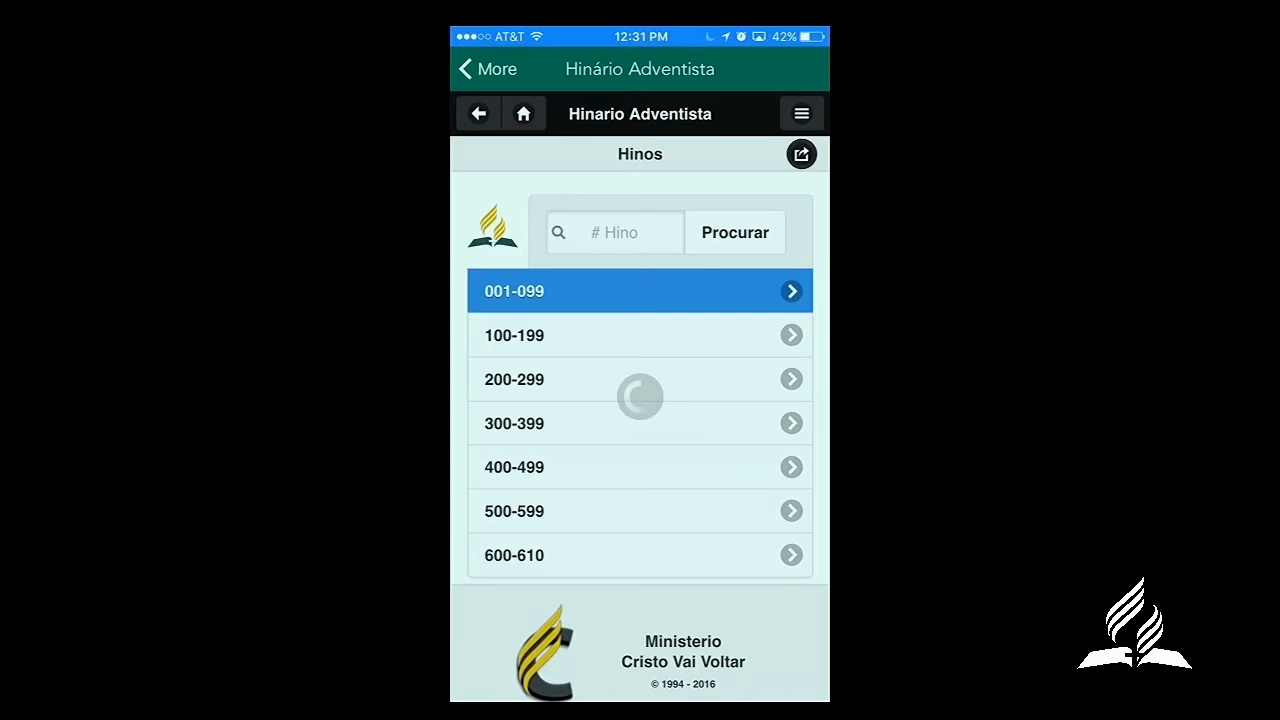 AT&T 12:31 PM 42%
More Hinário Adventista
Hinario Adventista
Hinos
# Hino Procurar
001-099
100-199
200-299
300-399
400-499
500-599
600-610
Ministerio
Cristo Vai Voltar
© 1994 - 2016